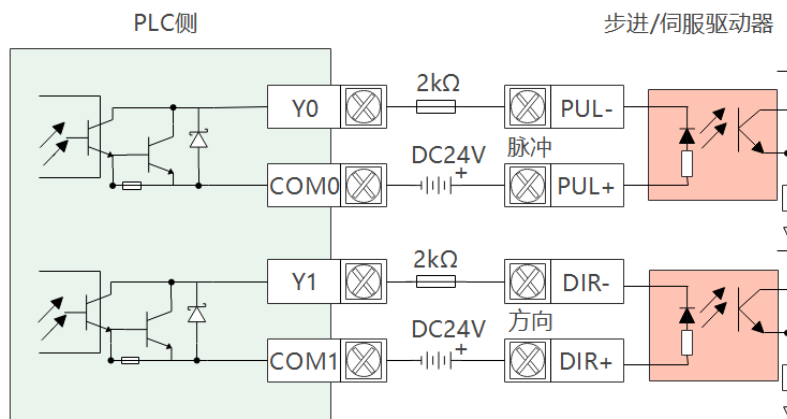 PLC侧
步进/伺服驱动器
Y0
2kΩ
PUL-
DC24V
+
脉冲
COM0
PUL+
Y1
2kΩ
DIR-
DC24V
+
方向
COM1
DIR+